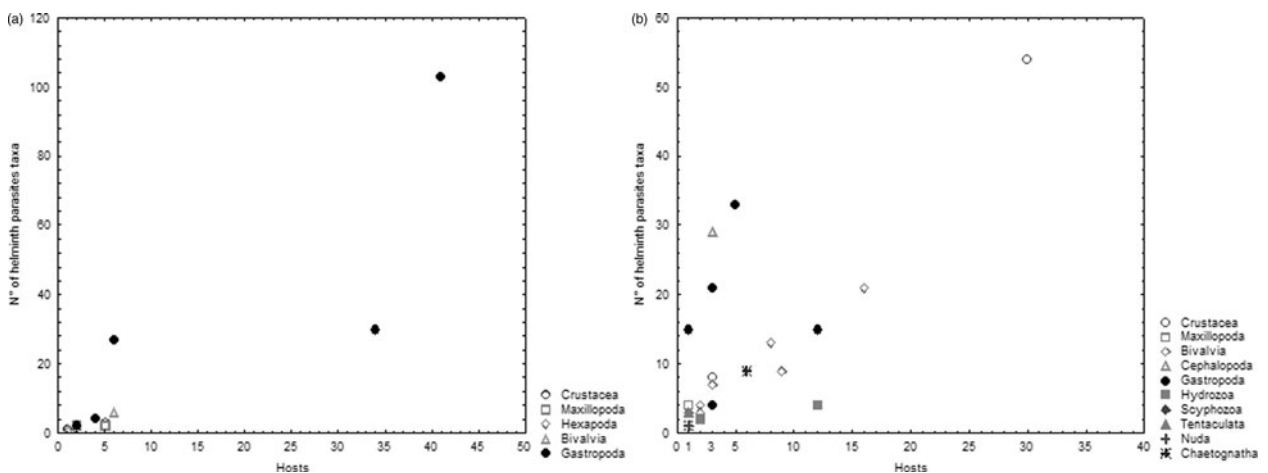 (a)
N° of helminth parasites taxa
120
100
80
60
40
20
0
0 5 10 15 20 25 30 35 40 45 50
Hosts
Crustacea
Maxillopoda
Hexapoda
Bivalvia
Gastropoda
(b)
N° of helminth parasites taxa
60
50
40
30
20
10
0
0 1 3 5 10 15 20 25 30 35 40
Hosts
Crustacea
Maxillopoda
Bivalvia
Cephalopoda
Gastropoda
Hydrozoa
Scyphozoa
Tentaculata
Nuda
Chaetognatha